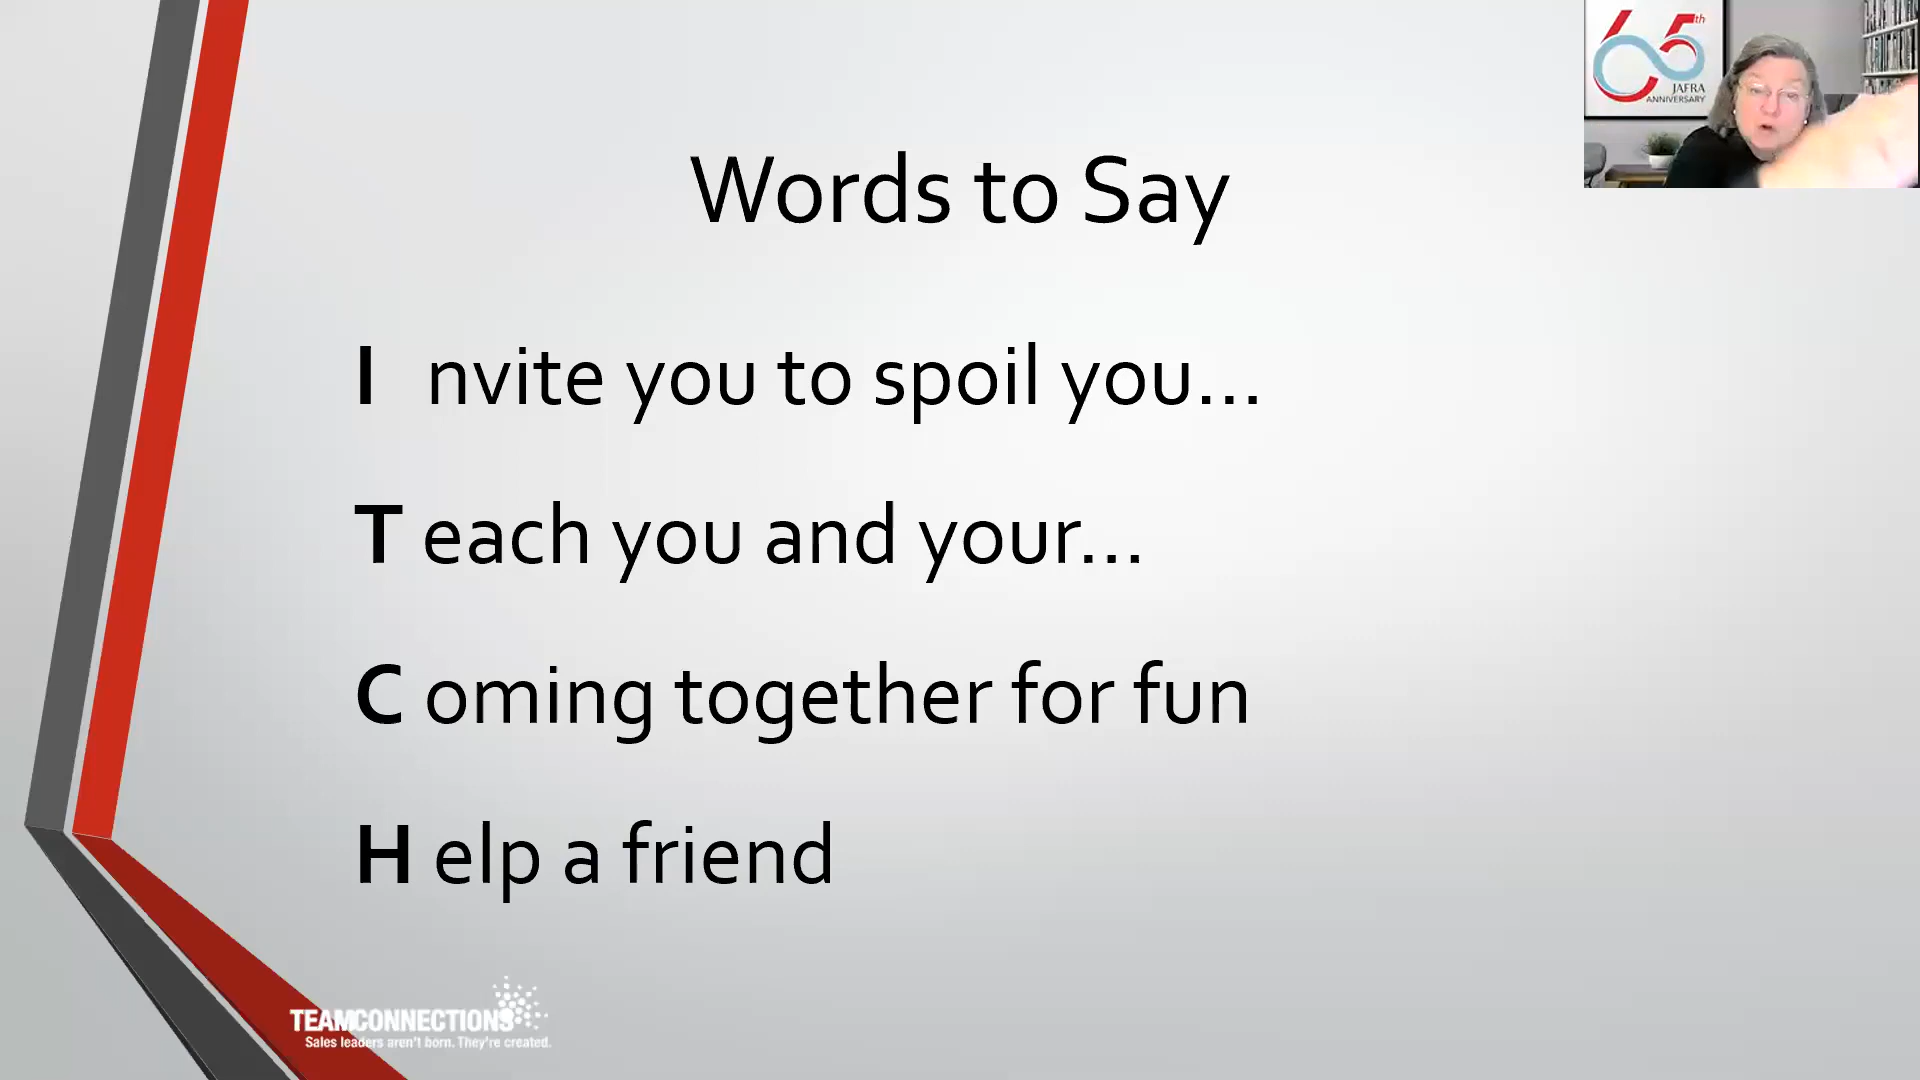 65th
JAFRA
ANNIVERSARY
Words to Say
I nvite you to spoil you...
T each you and your...
C oming together for fun
H elp a friend
TEAMCONNECTIONS
Sales leaders aren't born. They're created.